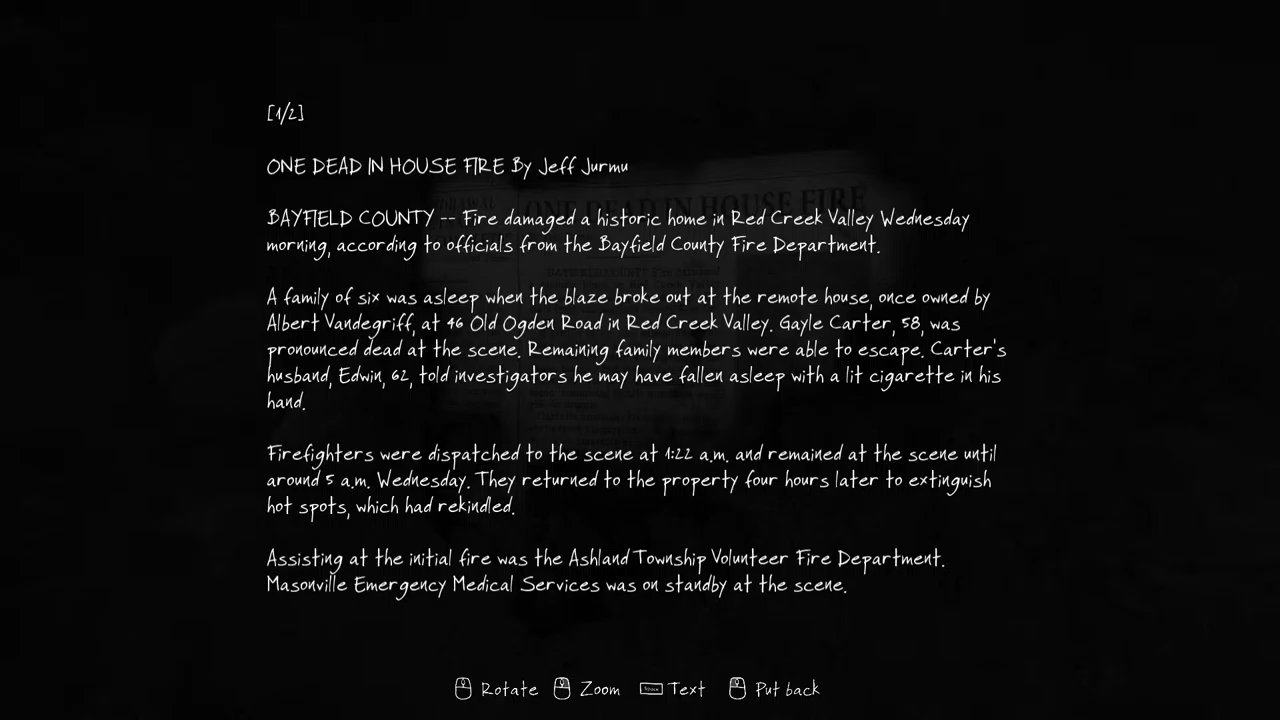 [1/2]
ONE DEAD IN HOUSE FIRE By Jeff Jurmu
BAYFIELD COUNTY -- Fire damaged a historic home in Red Creek Valley Wednesday
morning, according to officials from the Bayfield County Fire Department.
A family of six was asleep when the blaze broke out at the remote house, once owned by
Albert Vandegriff, at 46 Old Ogden Road in Red Creek Valley. Gayle Carter, 58, was
pronounced dead at the scene. Remaining family members were able to escape. Carter's
husband, Edwin, 62, told investigators he may have fallen asleep with a lit cigarette in his
hand.
Firefighters were dispatched to the scene at 1:22 a.m. and remained at the scene until
around 5 a.m. Wednesday. They returned to the property four hours later to extinguish
hot spots, which had rekindled.
Assisting at the initial fire was the Ashland Township Volunteer Fire Department.
Masonville Emergency Medical Services was on standby at the scene.
Rotate Zoom Text Put back